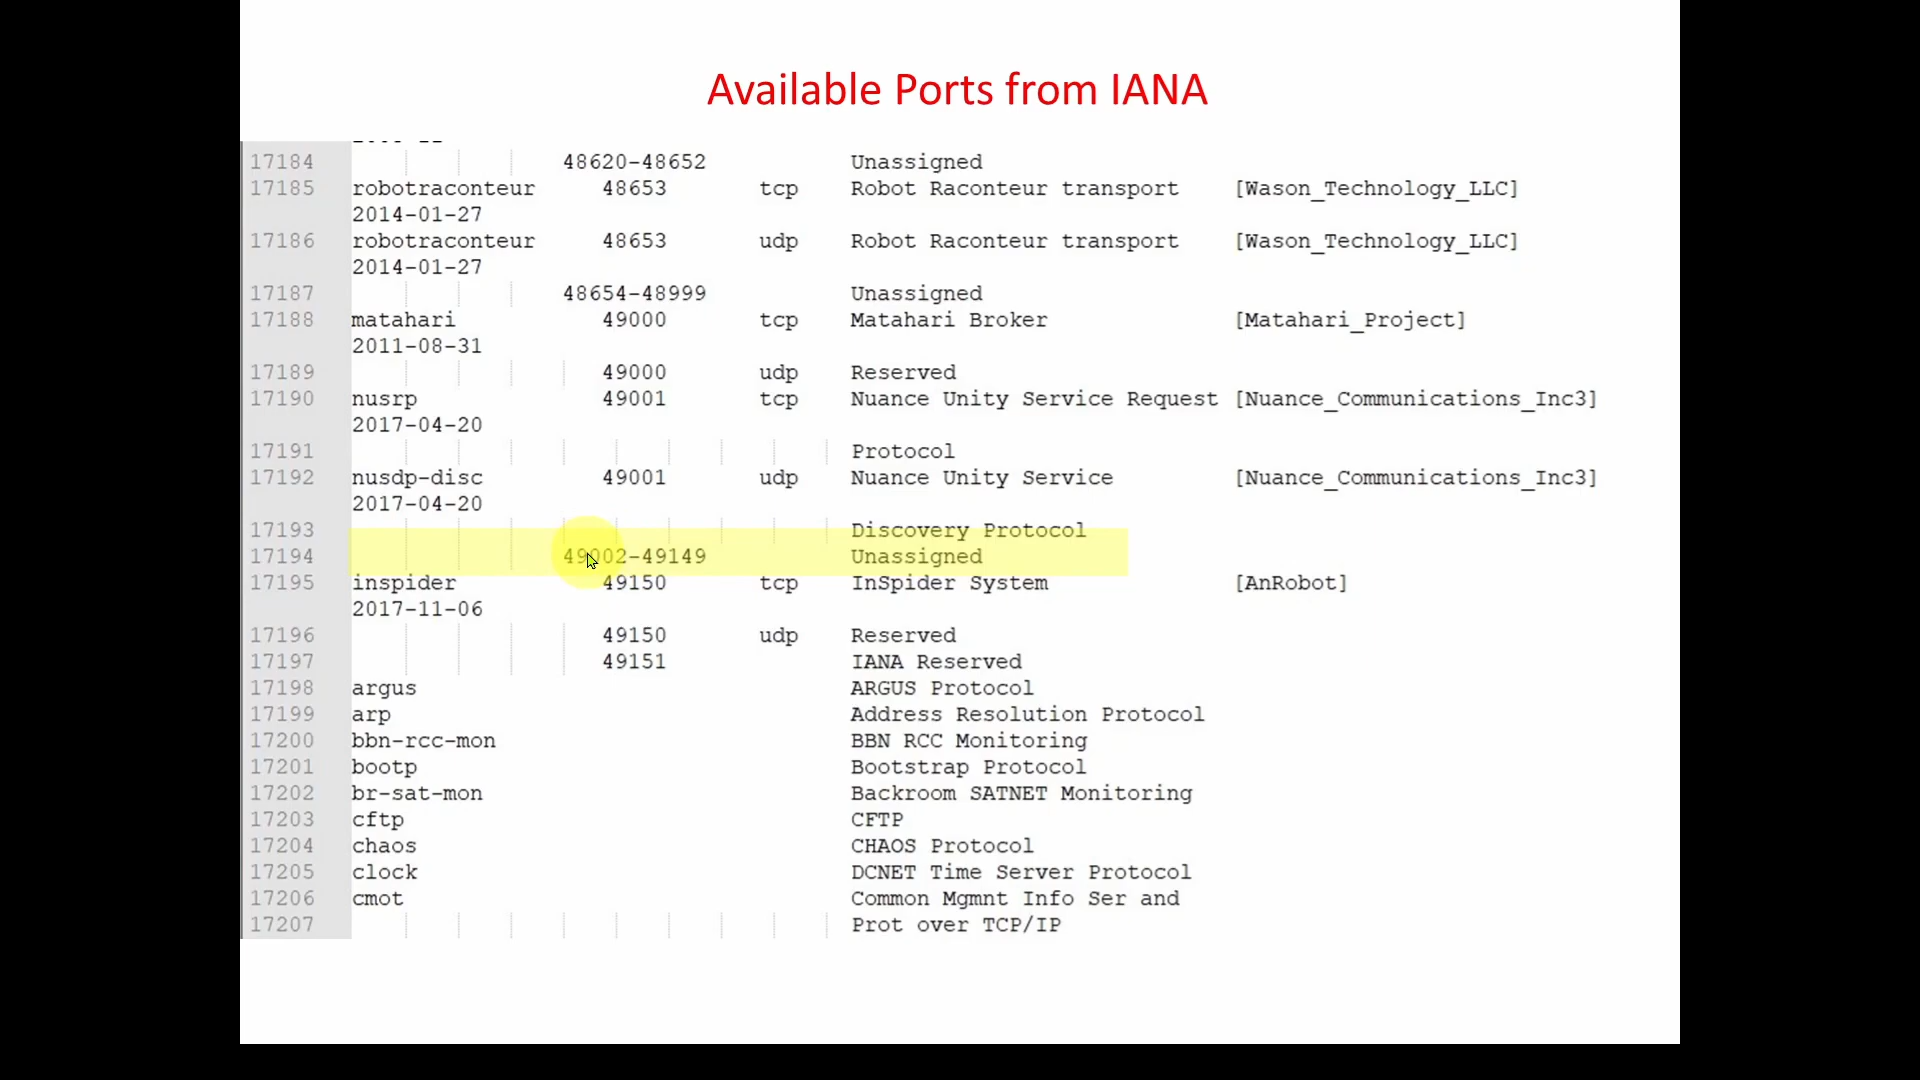 Available Ports from IANA
17184 48620-48652 Unassigned
17185 robotraconteur 48653 tcp Robot Raconteur transport [Wason_Technology_LLC]
2014-01-27
17186 robotraconteur 48653 udp Robot Raconteur transport [Wason_Technology_LLC]
2014-01-27
17187 48654-48999 Unassigned
17188 matahari 49000 tcp Matahari Broker [Matahari_Project]
2011-08-31
17189 49000 udp Reserved
17190 nusrp 49001 tcp Nuance Unity Service Request [Nuance_Communications_Inc3]
2017-04-20
17191 Protocol
17192 nusdp-disc 49001 udp Nuance Unity Service [Nuance_Communications_Inc3]
2017-04-20
17193 Discovery Protocol
17194 49002-49149 Unassigned
17195 inspider 49150 tcp InSpider System [AnRobot]
2017-11-06
17196 49150 udp Reserved
17197 49151 IANA Reserved
17198 argus ARGUS Protocol
17199 arp Address Resolution Protocol
17200 bbn-rcc-mon BBN RCC Monitoring
17201 bootp Bootstrap Protocol
17202 br-sat-mon Backroom SATNET Monitoring
17203 cftp CFTP
17204 chaos CHAOS Protocol
17205 clock DCNET Time Server Protocol
17206 cmot Common Mgmnt Info Ser and
17207 Prot over TCP/IP